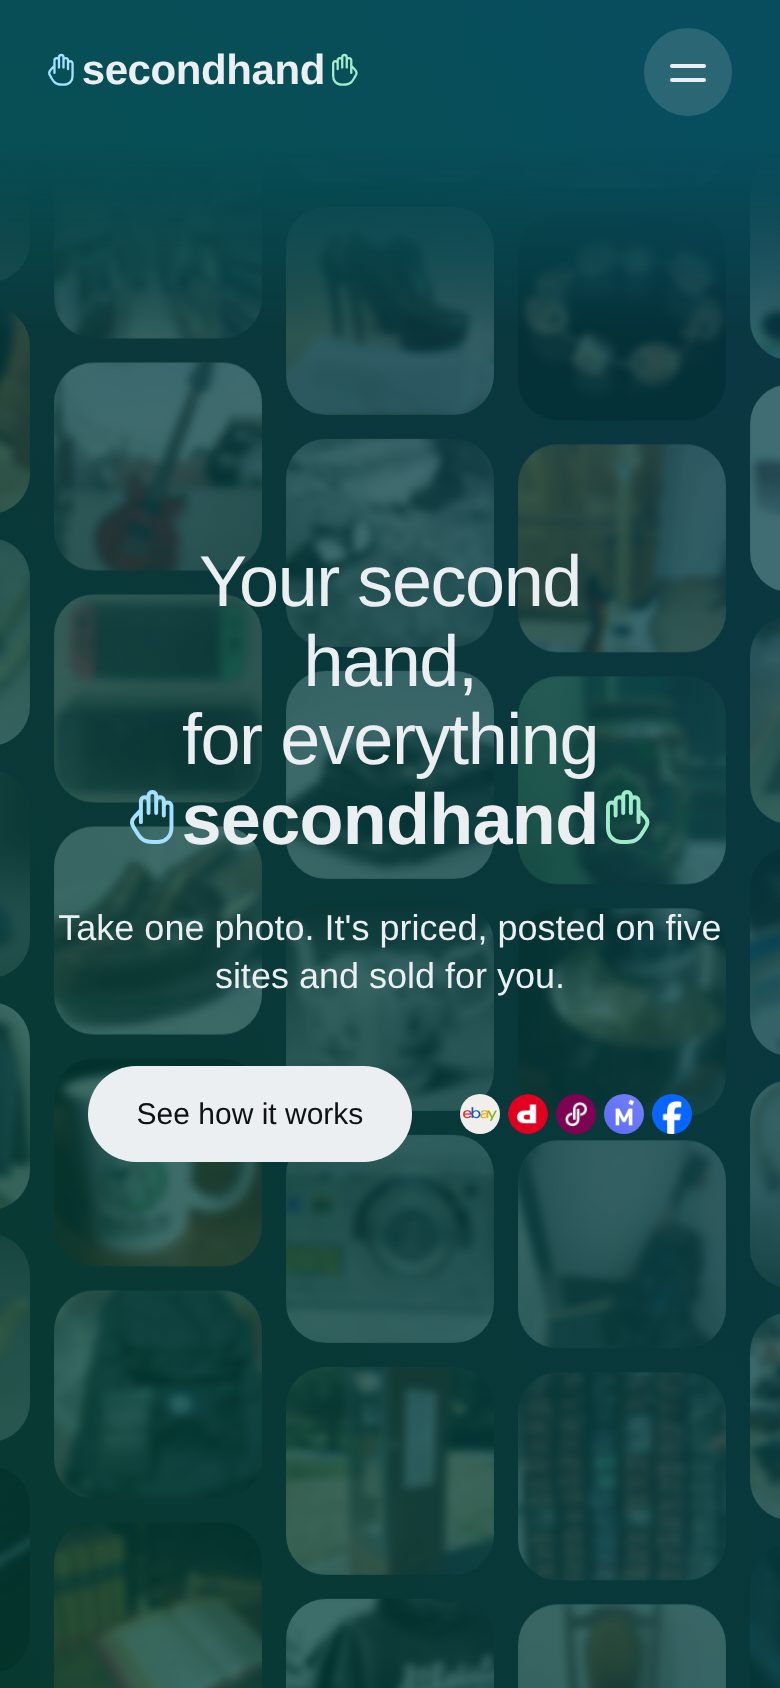 secondhand
Your second
hand,
for everything
secondhand
Take one photo. It's priced, posted on five
sites and sold for you.
See how it works
ebay